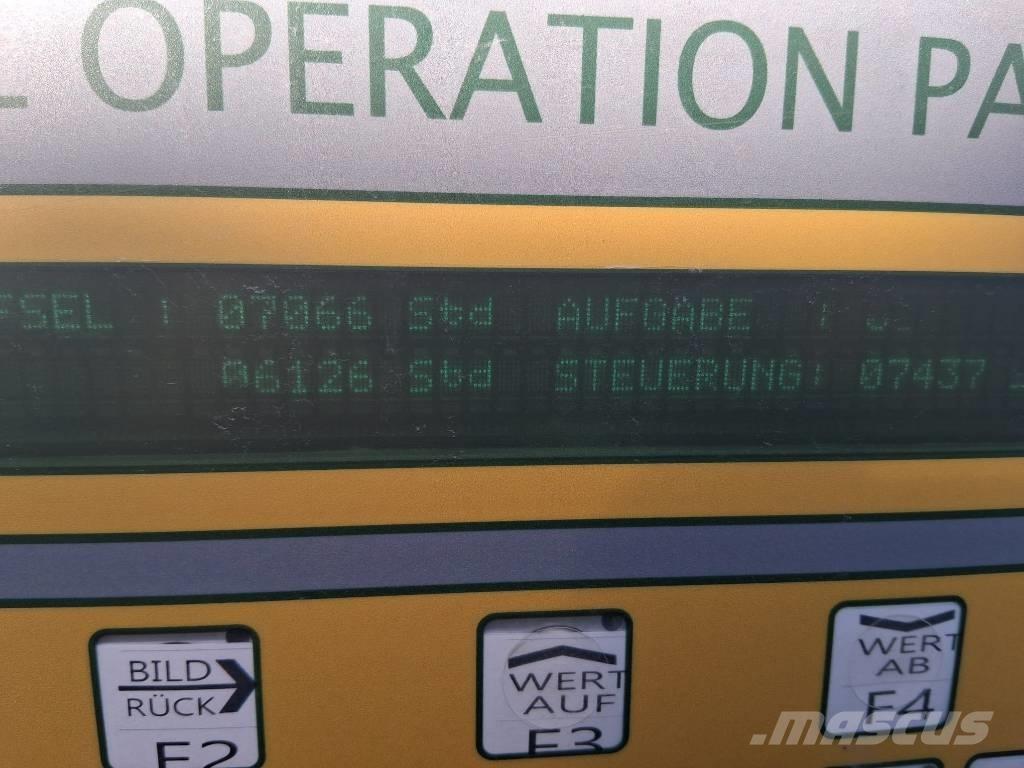 OPERATION PA
FSEL : 07066 Std AUFGABE :
06126 Std STEUERUNG: 07437
BILD
RÜCK
F2
WERT
AUF
F3
WERT
AB
F4
mascus